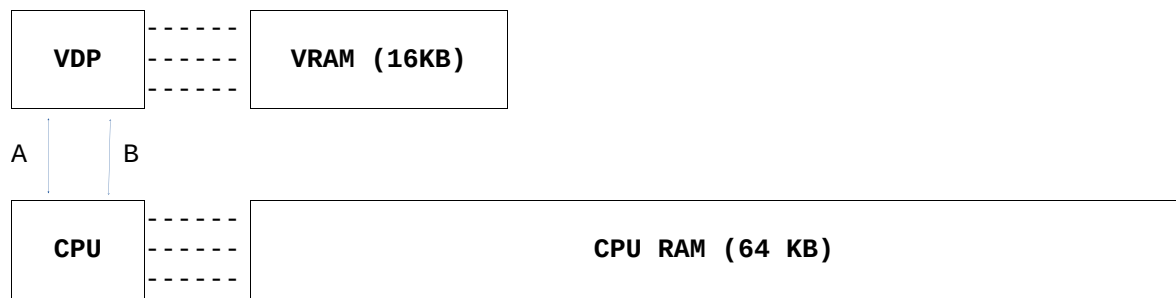 VDP
VRAM (16KB)
A
B
CPU
CPU RAM (64 KB)